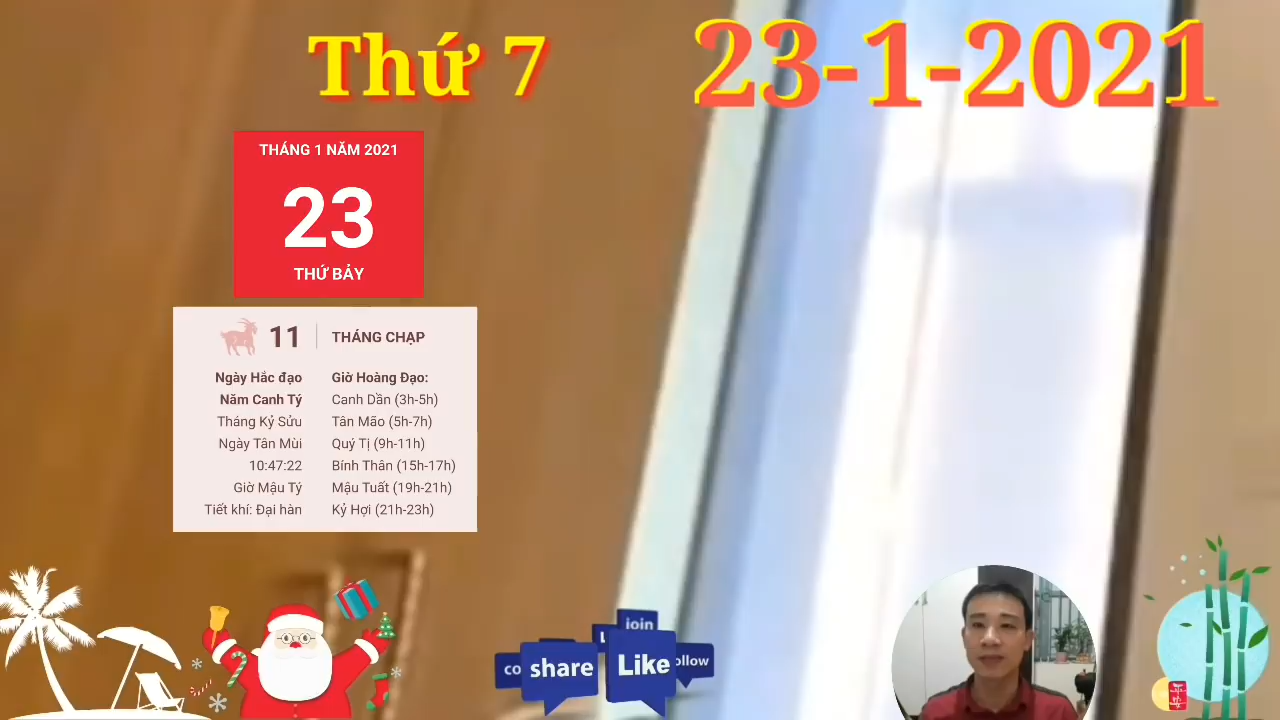 Thứ 7
23-1-2021
THÁNG 1 NĂM 2021
23
THỨ BẢY
11
THÁNG CHẠP
Ngày Hắc đạo
Năm Canh Tý
Tháng Kỷ Sửu
Ngày Tân Mùi
10:47:22
Giờ Mậu Tý
Tiết khí: Đại hàn
Giờ Hoàng Đạo:
Canh Dần (3h-5h)
Tân Mão (5h-7h)
Quý Tị (9h-11h)
Bính Thân (15h-17h)
Mậu Tuất (19h-21h)
Kỷ Hợi (21h-23h)
join
share
Like